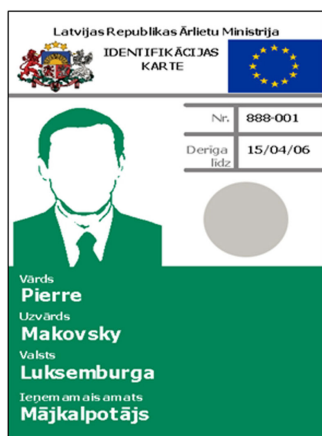 Latvijas Republikas Ārlietu Ministrija
IDENTIFIKĀCIJAS
KARTE
Nr. 888-001
Derīga
līdz 15/04/06
Vārds
Pierre
Uzvārds
Makovsky
Valsts
Luksemburga
Ieņemamais amats
Mājkalpotājs